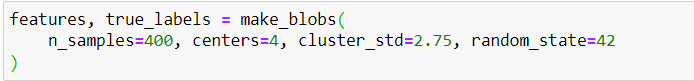 features, true_labels = make_blobs(
    n_samples=400, centers=4, cluster_std=2.75, random_state=42
)